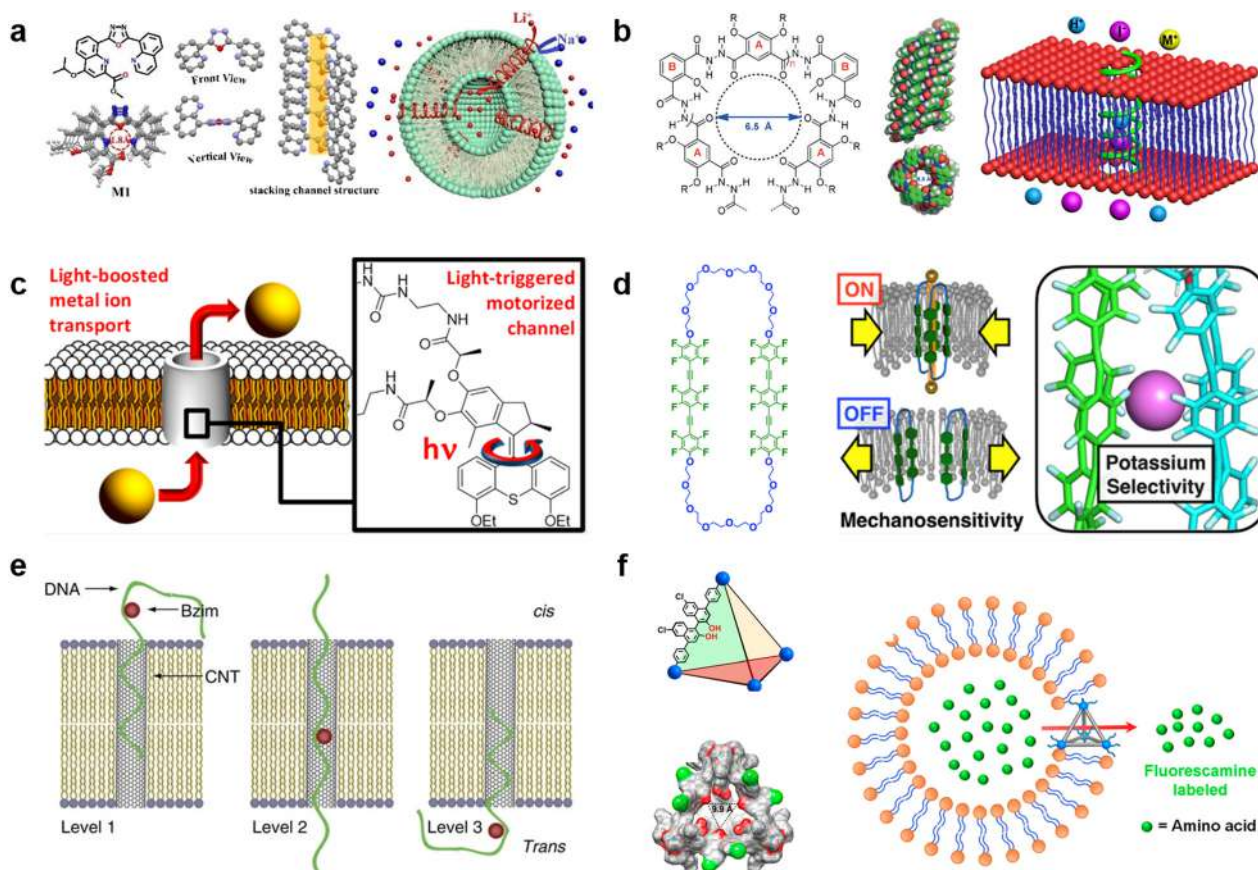 a
Front View
Vertical View
M1
stacking channel structure
Li+
Na+
b
R
O
A
B
n
6.5 Å
H+
I-
M+
c
Light-boosted
metal ion
transport
Light-triggered
motorized
channel
hν
H
N
O
S
OEt
OEt
d
O
F
ON
OFF
Mechanosensitivity
Potassium
Selectivity
e
DNA
Bzim
CNT
cis
Level 1
Level 2
Level 3
Trans
f
Cl
Cl
OH
OH
9.9 Å
Fluorescamine
labeled
= Amino acid